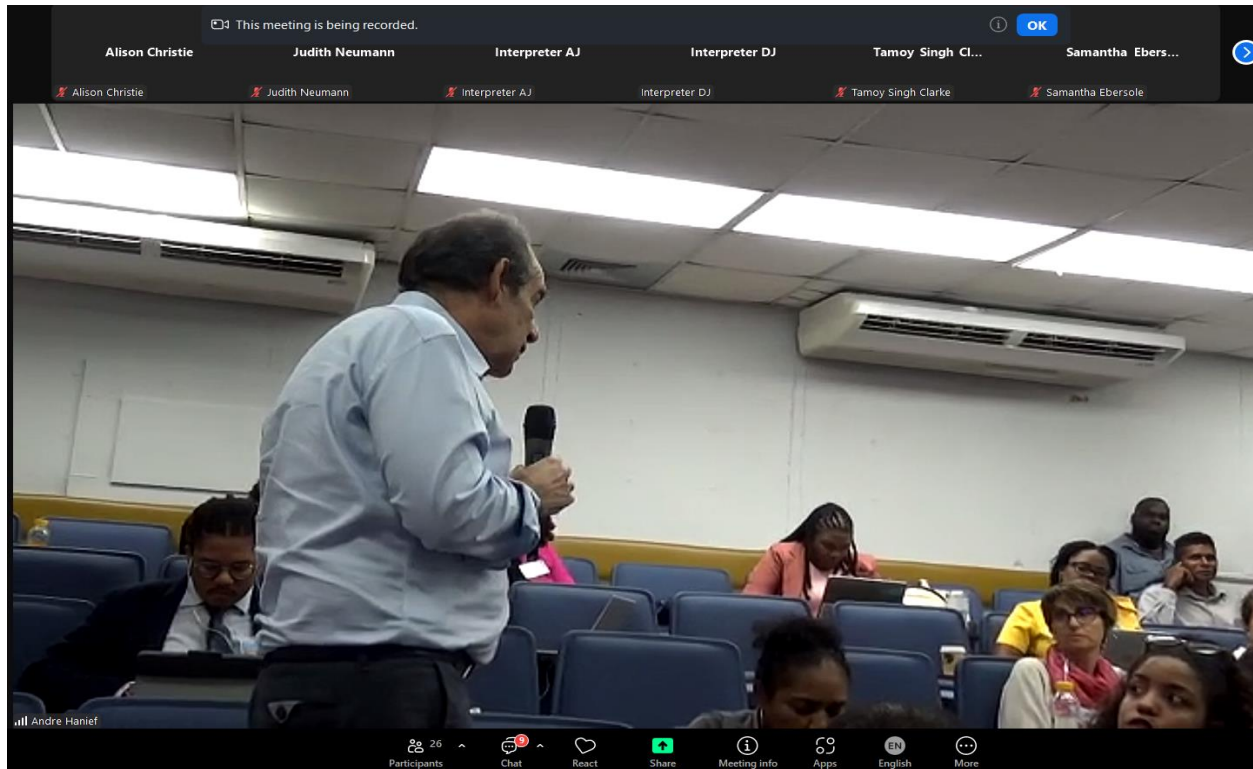 This meeting is being recorded.
OK
Alison Christie
Judith Neumann
Interpreter AJ
Interpreter DJ
Tamoy Singh Cl...
Samantha Ebers...
Alison Christie
Judith Neumann
Interpreter AJ
Interpreter DJ
Tamoy Singh Clarke
Samantha Ebersole
Andre Hanief
26
9
EN
Participants
Chat
React
Share
Meeting info
Apps
English
More